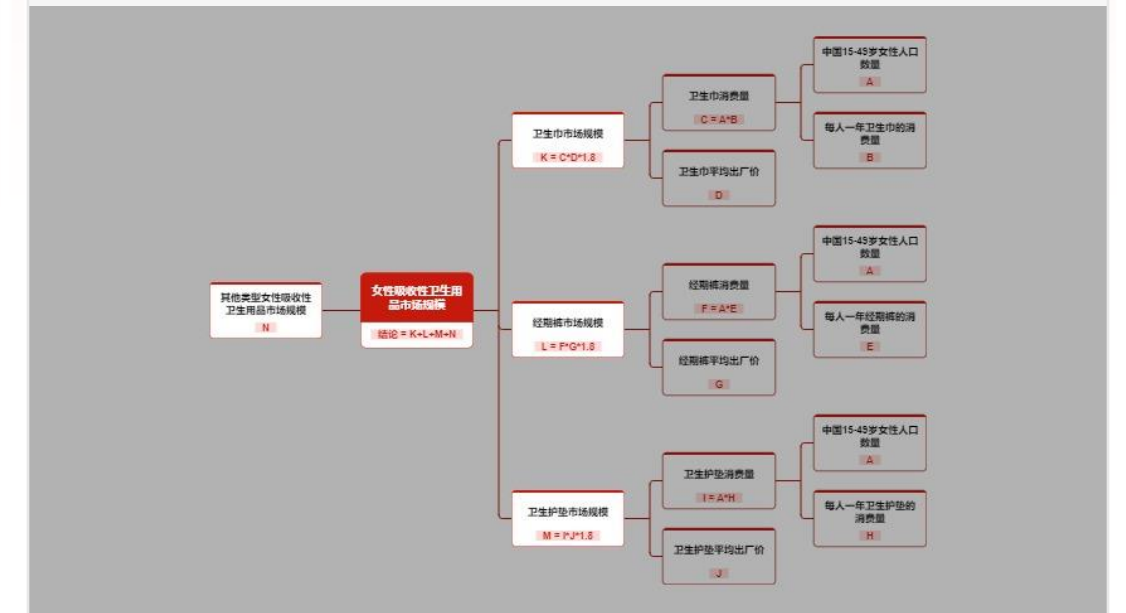 中国15-49岁女性人口
数量
A
卫生巾消费量
C = A*B
每人一年卫生巾的消
费量
B
卫生巾市场规模
K = C*D*1.8
卫生巾平均出厂价
D
中国15-49岁女性人口
数量
A
经期裤消费量
F = A*E
每人一年经期裤的消
费量
E
其他类型女性吸收性
卫生用品市场规模
N
女性吸收性卫生用
品市场规模
结论 = K+L+M+N
经期裤市场规模
L = F*G*1.8
经期裤平均出厂价
G
中国15-49岁女性人口
数量
A
卫生护垫消费量
I = A*H
每人一年卫生护垫的
消费量
H
卫生护垫市场规模
M = I*J*1.8
卫生护垫平均出厂价
J